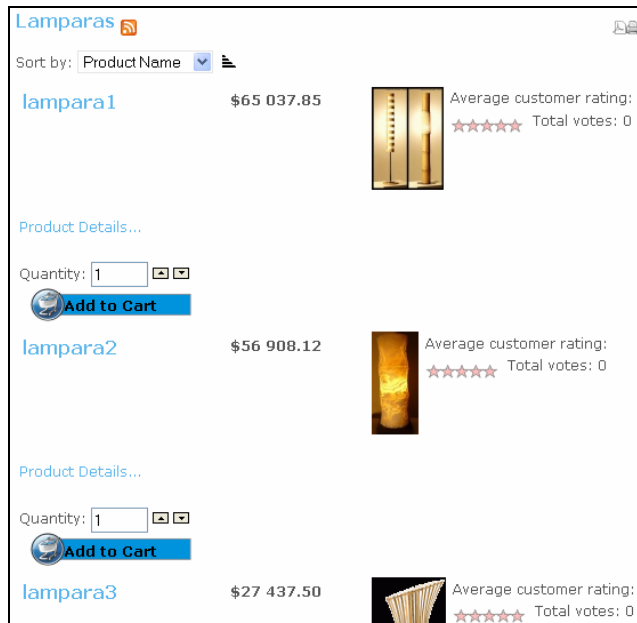 Lamparas
Sort by: Product Name
lampara1 $65 037.85 Average customer rating:
Total votes: 0
Product Details...
Quantity: 1
Add to Cart
lampara2 $56 908.12 Average customer rating:
Total votes: 0
Product Details...
Quantity: 1
Add to Cart
lampara3 $27 437.50 Average customer rating:
Total votes: 0